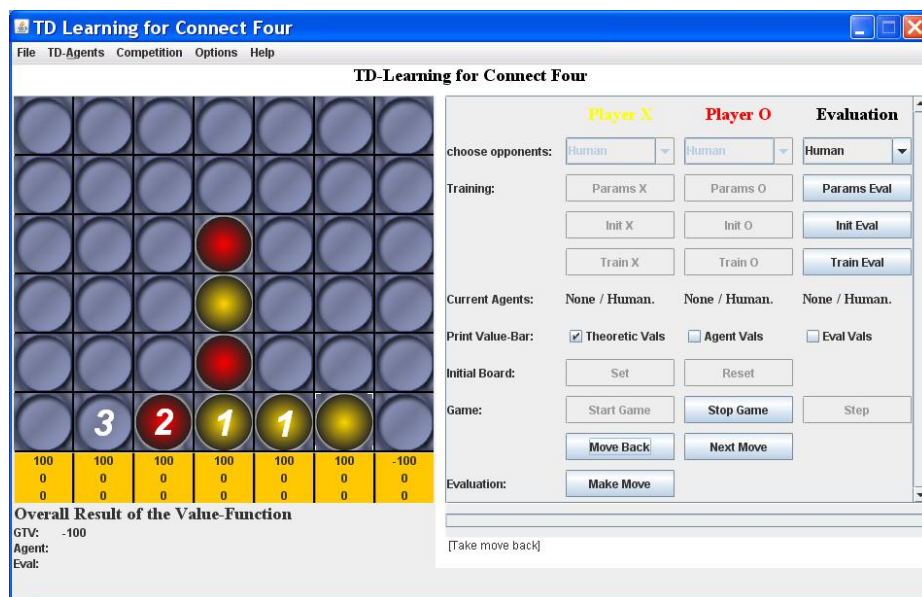 TD Learning for Connect Four
File TD-Agents Competition Options Help
TD-Learning for Connect Four
Player X Player O Evaluation
choose opponents: Human Human Human
Training: Params X Params O Params Eval
Init X Init O Init Eval
Train X Train O Train Eval
Current Agents: None / Human. None / Human. None / Human.
Print Value-Bar: Theoretic Vals Agent Vals Eval Vals
Initial Board: Set Reset
Game: Start Game Stop Game Step
Move Back Next Move
Evaluation: Make Move
3 2 1 1
100 100 100 100 100 100 -100
0 0 0 0 0 0 0
0 0 0 0 0 0 0
Overall Result of the Value-Function
GTV: -100
Agent:
Eval:
[Take move back]